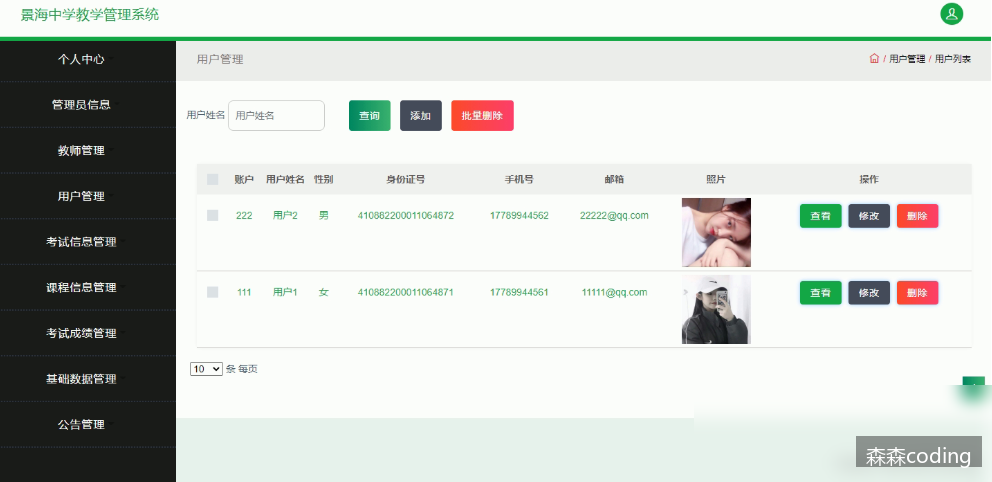 景海中学教学管理系统
个人中心
管理员信息
教师管理
用户管理
考试信息管理
课程信息管理
考试成绩管理
基础数据管理
公告管理
用户管理
/ 用户管理 / 用户列表
用户姓名 用户姓名 查询 添加 批量删除
账户 用户姓名 性别 身份证号 手机号 邮箱 照片 操作
222 用户2 男 410882200011064872 17789944562 22222@qq.com 查看 修改 删除
111 用户1 女 410882200011064871 17789944561 11111@qq.com 查看 修改 删除
10 条 每页
森森coding